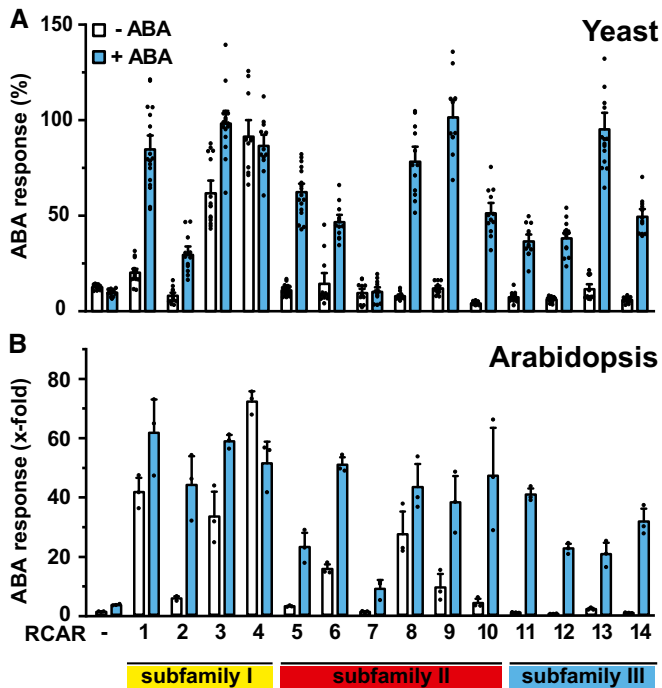 A
Yeast
- ABA
+ ABA
ABA response (%)
150
100
50
0
B
Arabidopsis
ABA response (x-fold)
80
60
40
20
0
RCAR - 1 2 3 4 5 6 7 8 9 10 11 12 13 14
subfamily I subfamily II subfamily III